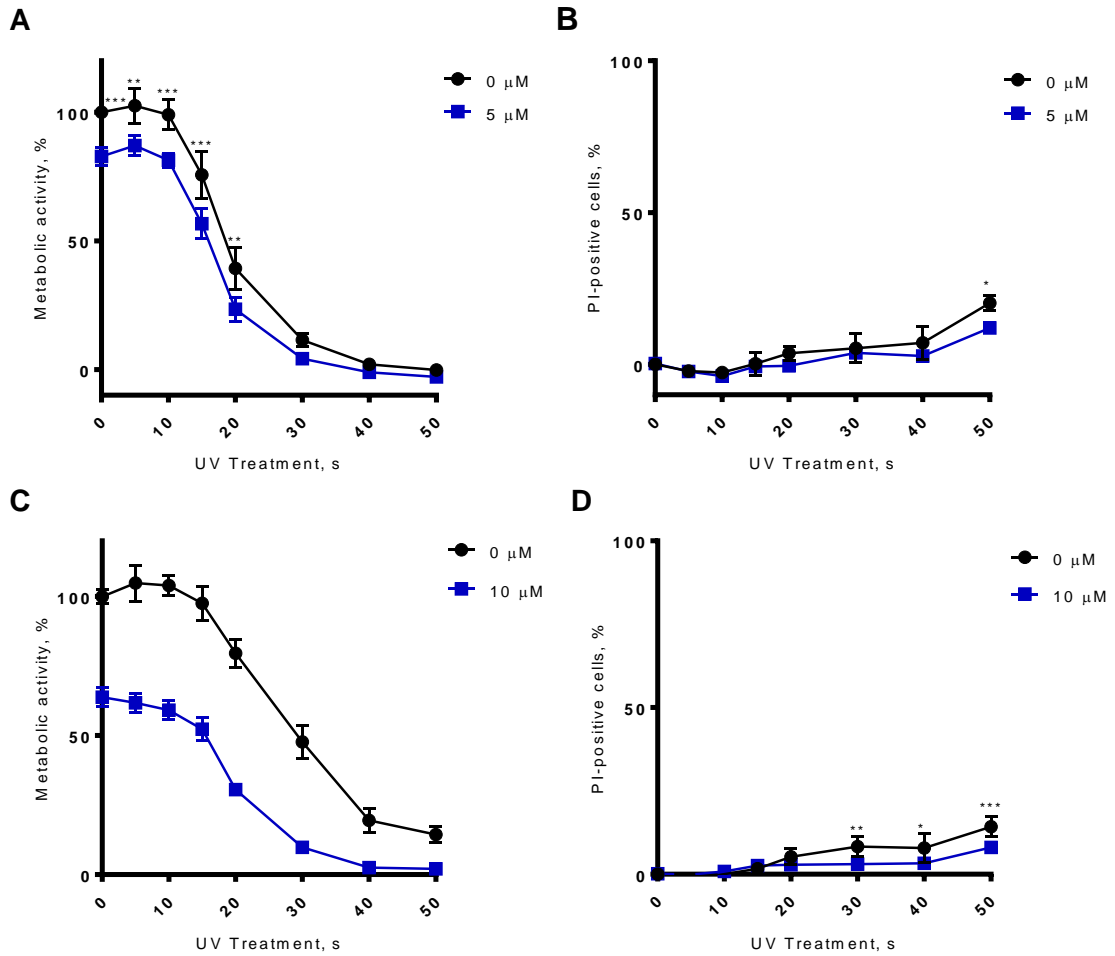 A
***
**
***
***
**
0 μM
5 μM
Metabolic activity, %
100
50
0
0
10
20
30
40
50
UV Treatment, s
B
*
0 μM
5 μM
PI-positive cells, %
100
50
0
0
10
20
30
40
50
UV Treatment, s
C
0 μM
10 μM
Metabolic activity, %
100
50
0
0
10
20
30
40
50
UV Treatment, s
D
**
*
***
0 μM
10 μM
PI-positive cells, %
100
50
0
0
10
20
30
40
50
UV Treatment, s